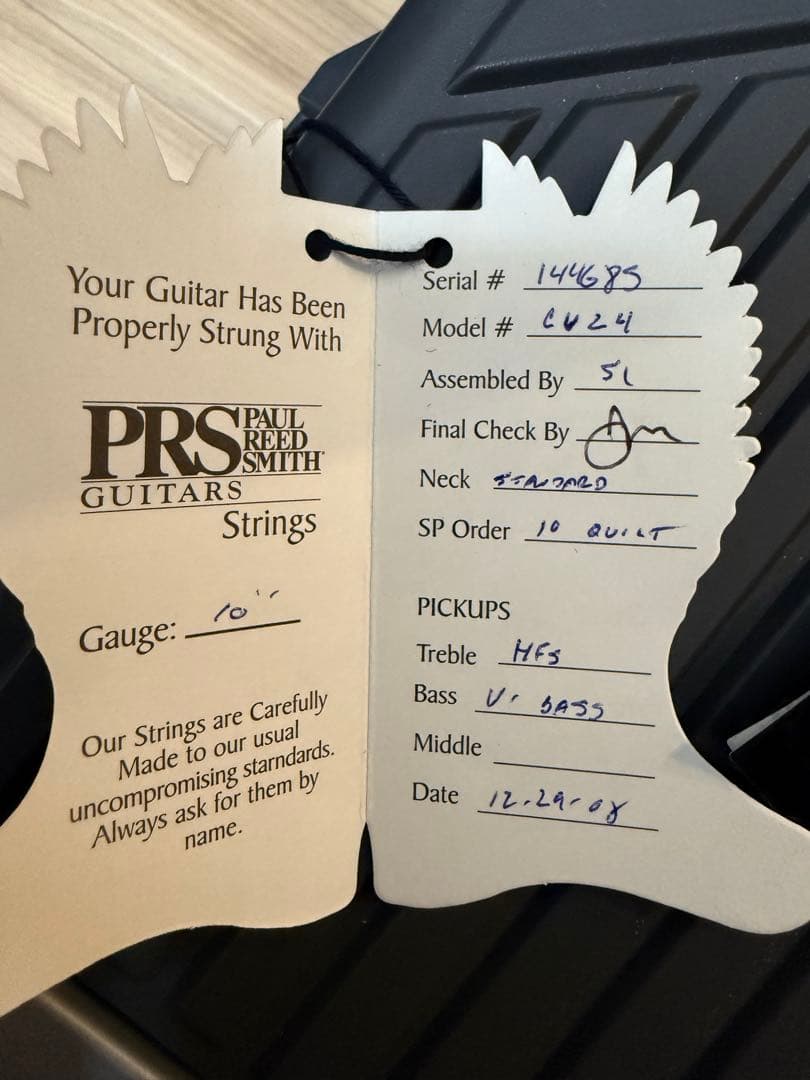 Your Guitar Has Been
Properly Strung With
PRS PAUL
REED
SMITH
GUITARS
Strings
Gauge: 10''
Our Strings are Carefully
Made to our usual
uncompromising starndards.
Always ask for them by
name.
Serial # 144685
Model # CU24
Assembled By SL
Final Check By
Neck STANDARD
SP Order 10 QUILT
PICKUPS
Treble HFS
Bass V. BASS
Middle
Date 12.29.08